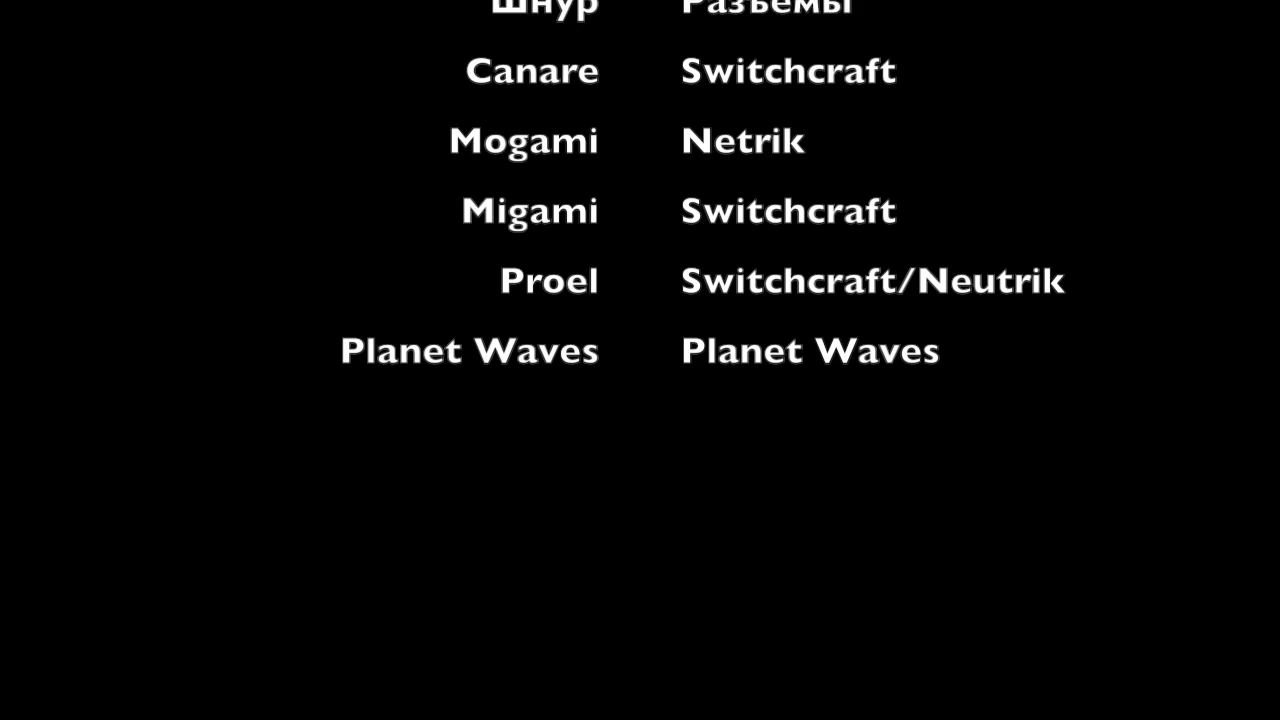 Шнур Разъемы
Canare Switchcraft
Mogami Netrik
Migami Switchcraft
Proel Switchcraft/Neutrik
Planet Waves Planet Waves